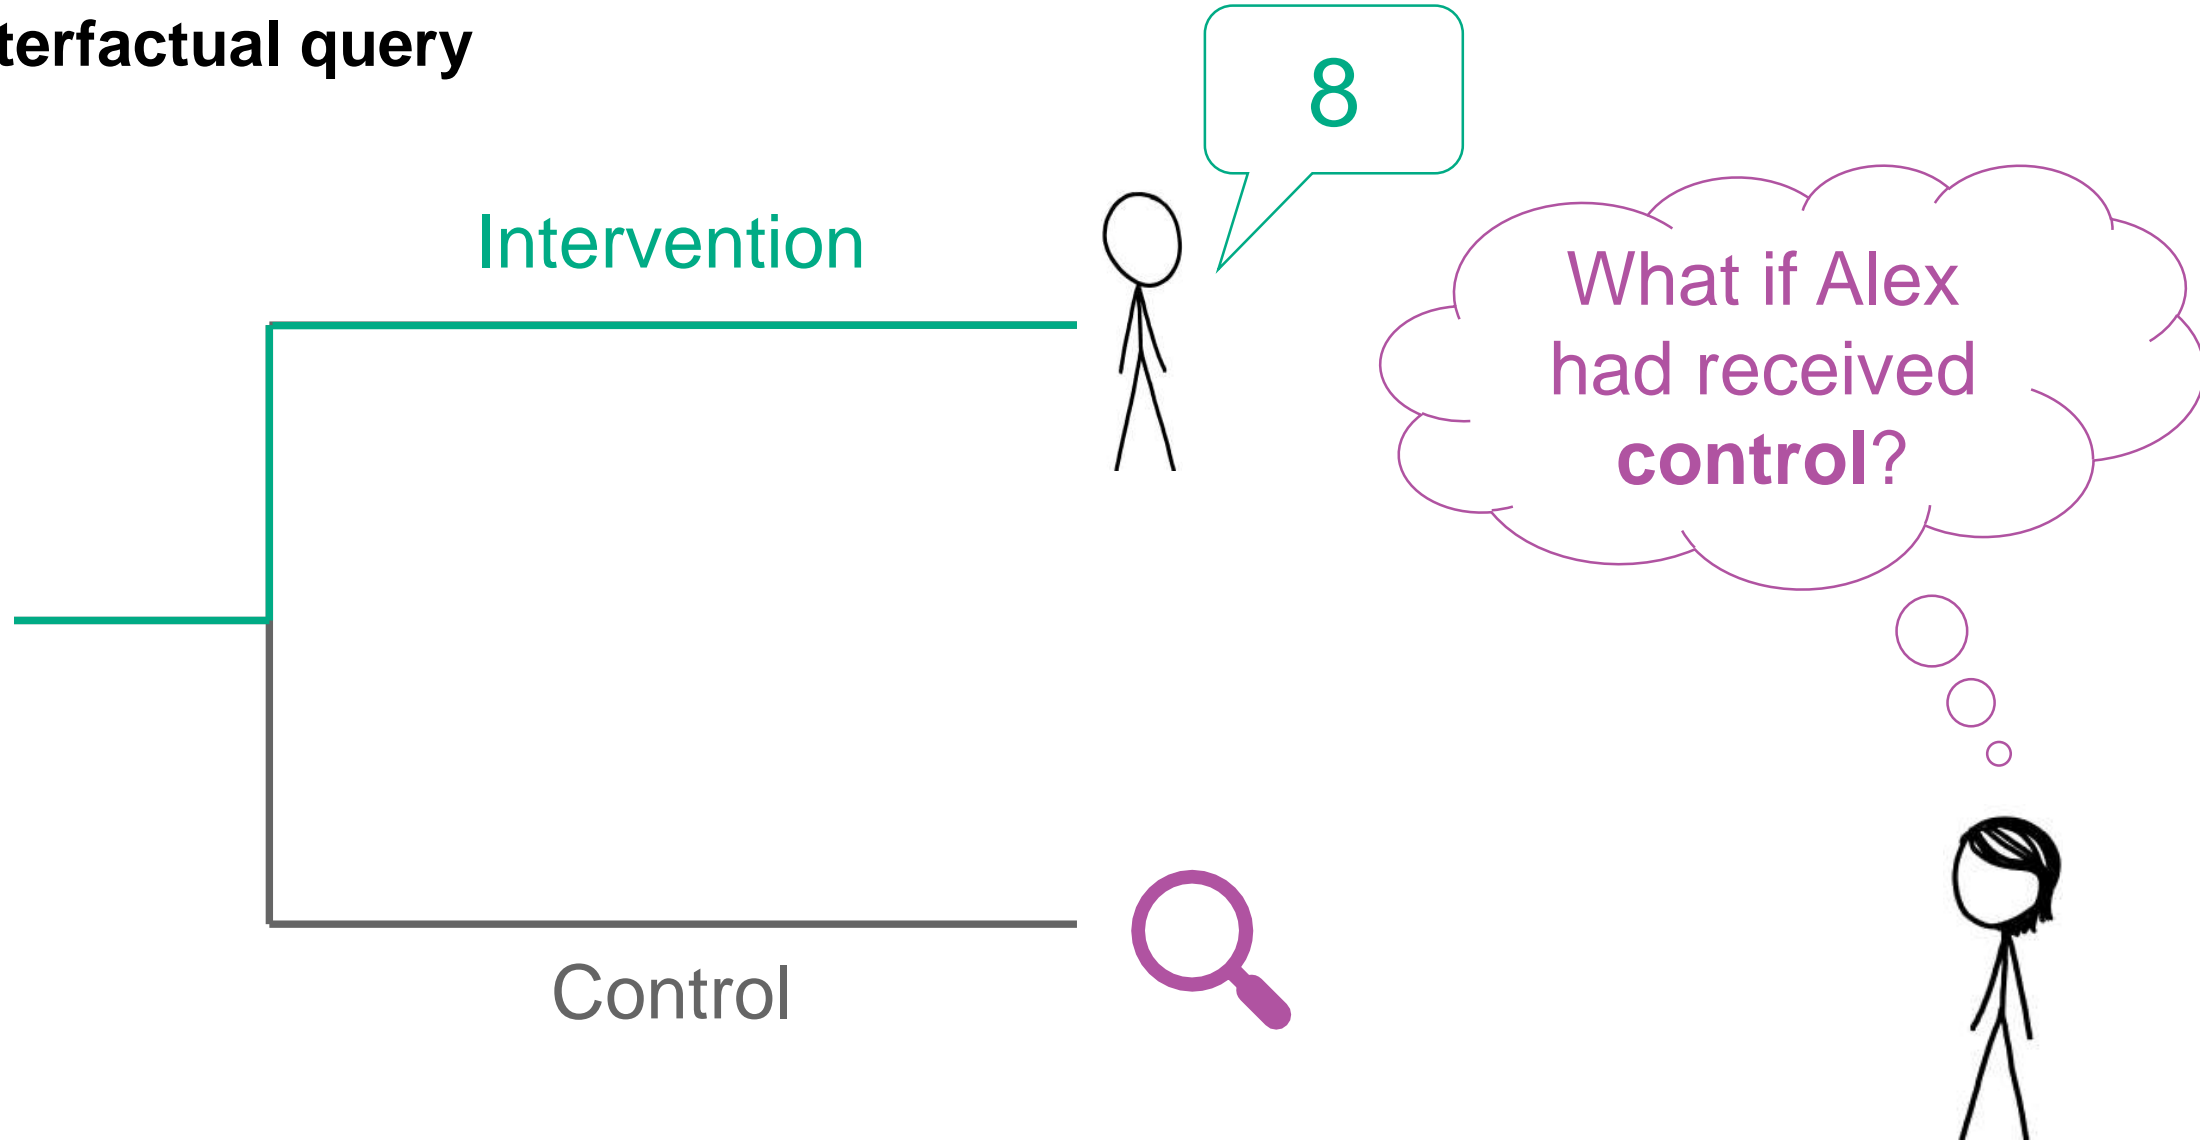 terfactual query
8
Intervention
What if Alex
had received
control?
Control